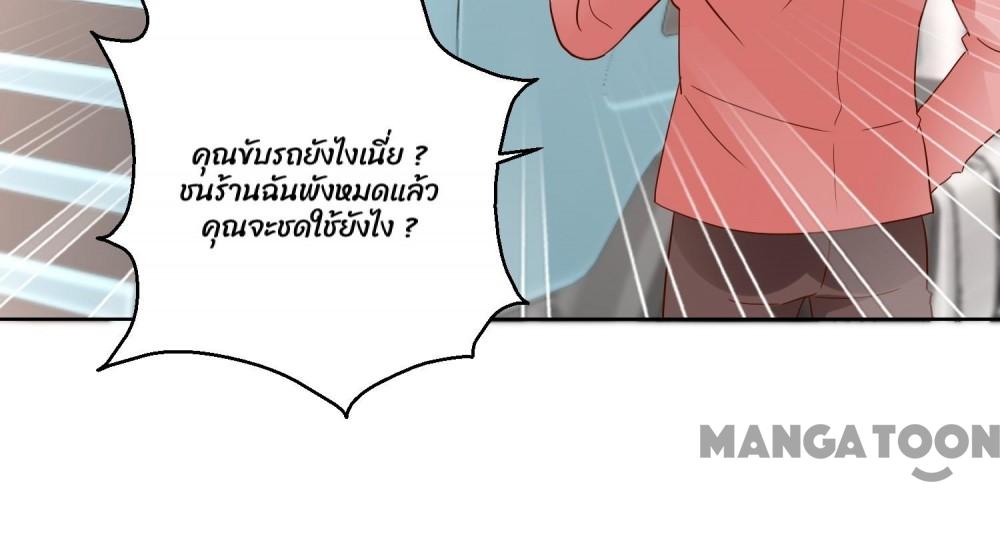 คุณขับรถยังไงเนี่ย ?
ชนร้านฉันพังหมดแล้ว
คุณจะชดใช้ยังไง ?
MANGA TOON